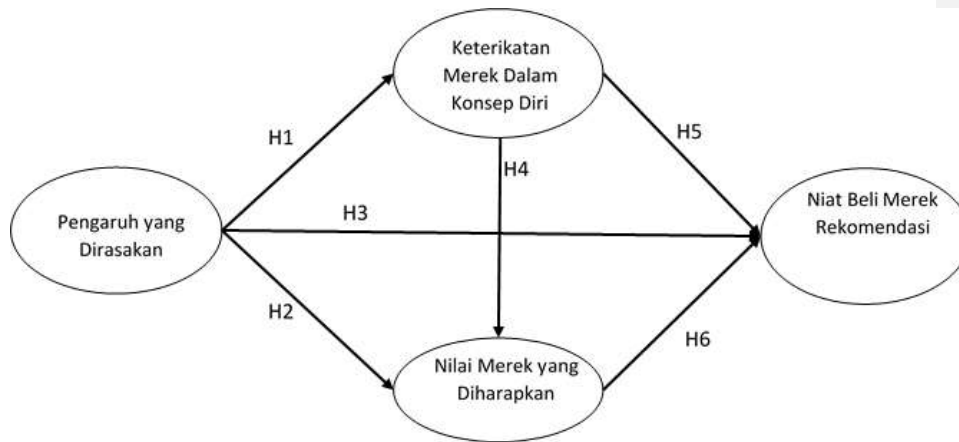 Keterikatan
Merek Dalam
Konsep Diri
H1
H5
H4
Pengaruh yang
Dirasakan
H3
Niat Beli Merek
Rekomendasi
H2
H6
Nilai Merek yang
Diharapkan